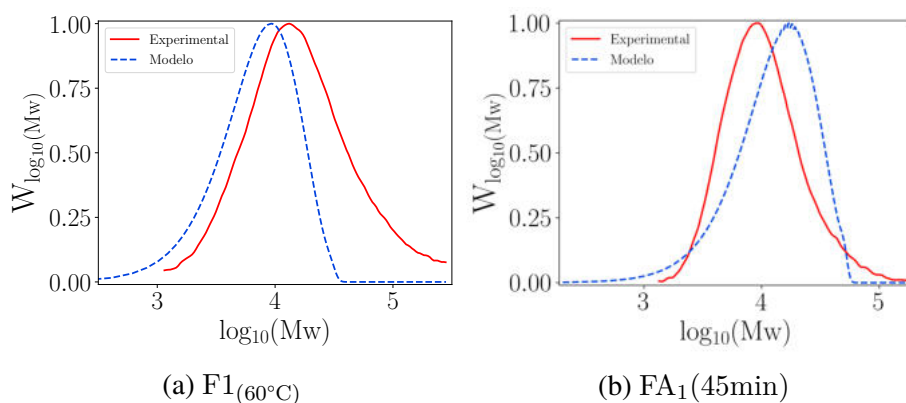 1.00
0.75
0.50
0.25
0.00
W_log10(Mw)
Experimental
Modelo
3
4
5
log10(Mw)
(a) F1(60°C)
1.00
0.75
0.50
0.25
0.00
W_log10(Mw)
Experimental
Modelo
3
4
5
log10(Mw)
(b) FA1(45min)